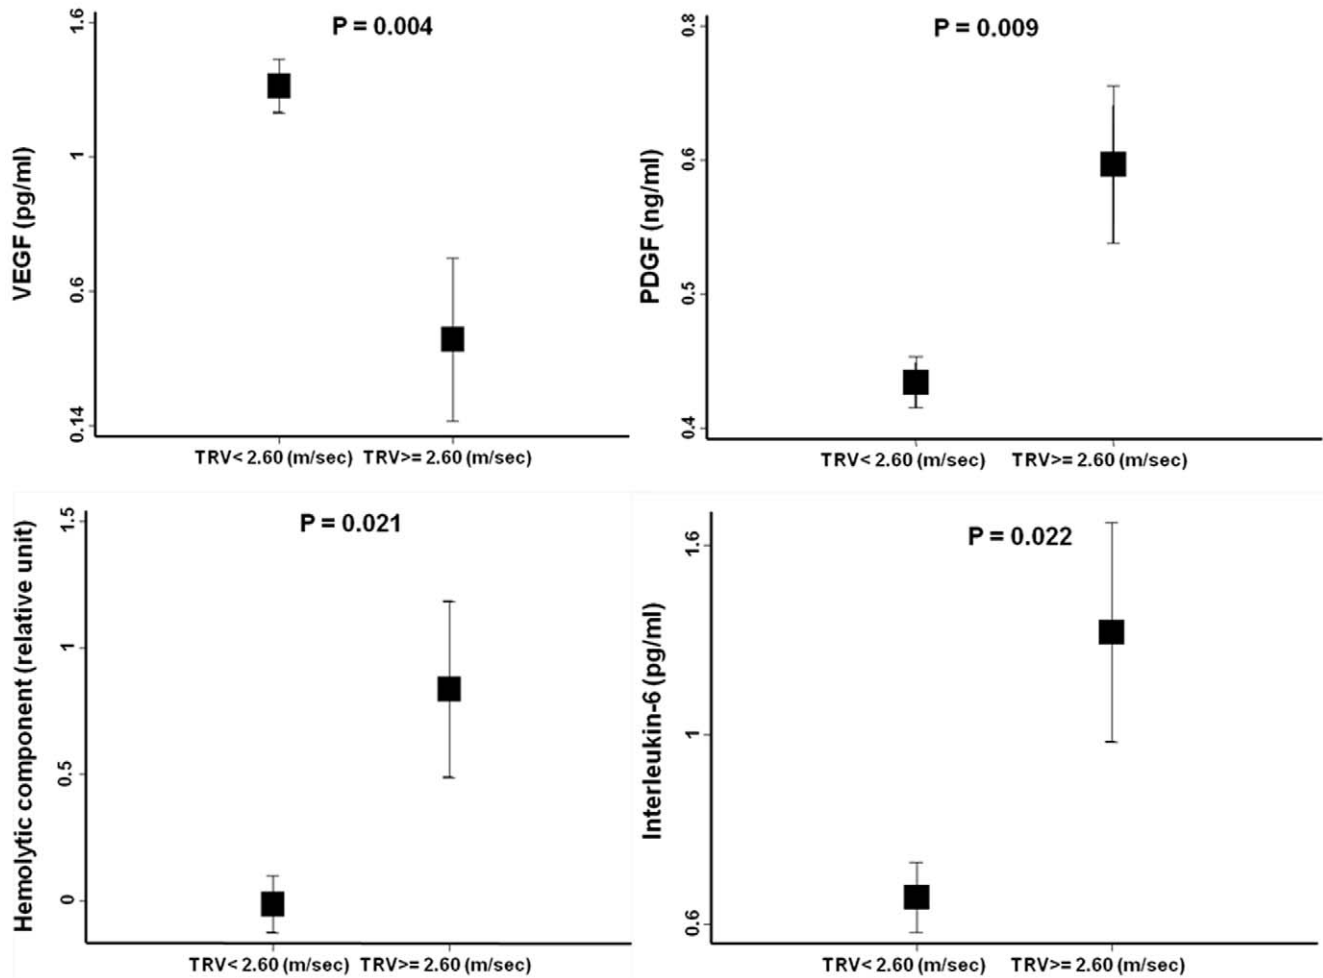 P = 0.004
VEGF (pg/ml)
1.6
1
0.6
0.14
TRV< 2.60 (m/sec) TRV>= 2.60 (m/sec)
P = 0.009
PDGF (ng/ml)
0.8
0.6
0.5
0.4
TRV< 2.60 (m/sec) TRV>= 2.60 (m/sec)
P = 0.021
Hemolytic component (relative unit)
1.5
1
0.5
0
TRV< 2.60 (m/sec) TRV>= 2.60 (m/sec)
P = 0.022
Interleukin-6 (pg/ml)
1.6
1
0.6
TRV< 2.60 (m/sec) TRV>= 2.60 (m/sec)